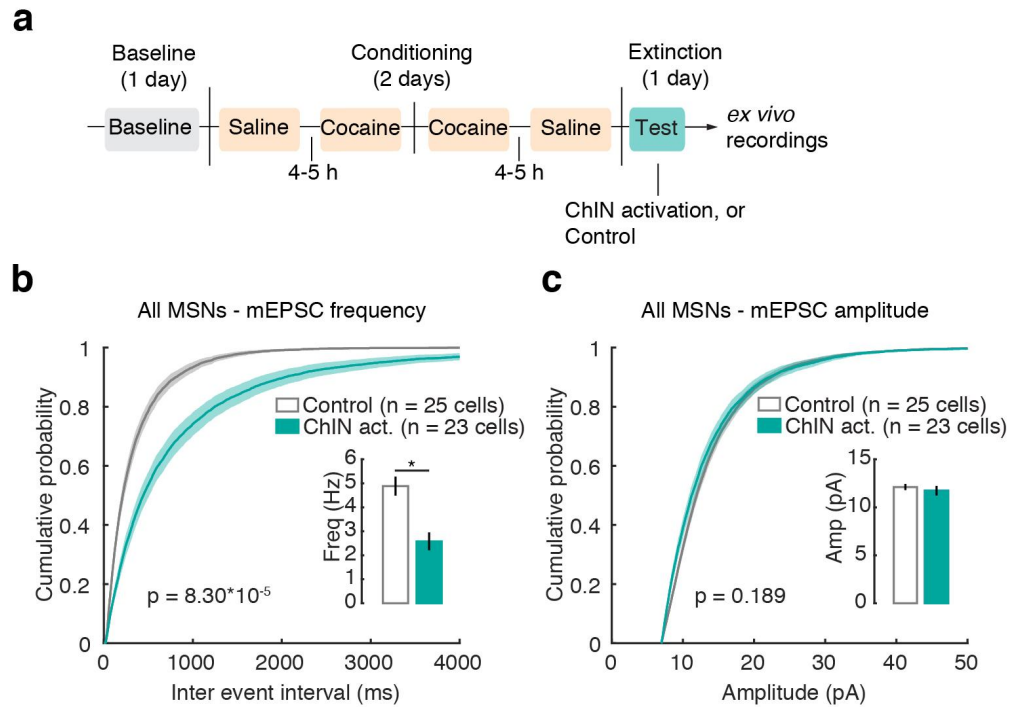 a
Baseline
(1 day)
Conditioning
(2 days)
Extinction
(1 day)
Baseline
Saline
Cocaine
Cocaine
Saline
Test
ex vivo
recordings
4-5 h
4-5 h
ChIN activation, or
Control
b
All MSNs - mEPSC frequency
Cumulative probability
1
0.8
0.6
0.4
0.2
0
Control (n = 25 cells)
ChIN act. (n = 23 cells)
Freq (Hz)
6
5
4
3
2
1
0
*
p = 8.30*10⁻⁵
0
1000
2000
3000
4000
Inter event interval (ms)
c
All MSNs - mEPSC amplitude
Cumulative probability
1
0.8
0.6
0.4
0.2
0
Control (n = 25 cells)
ChIN act. (n = 23 cells)
Amp (pA)
15
10
5
0
p = 0.189
0
10
20
30
40
50
Amplitude (pA)